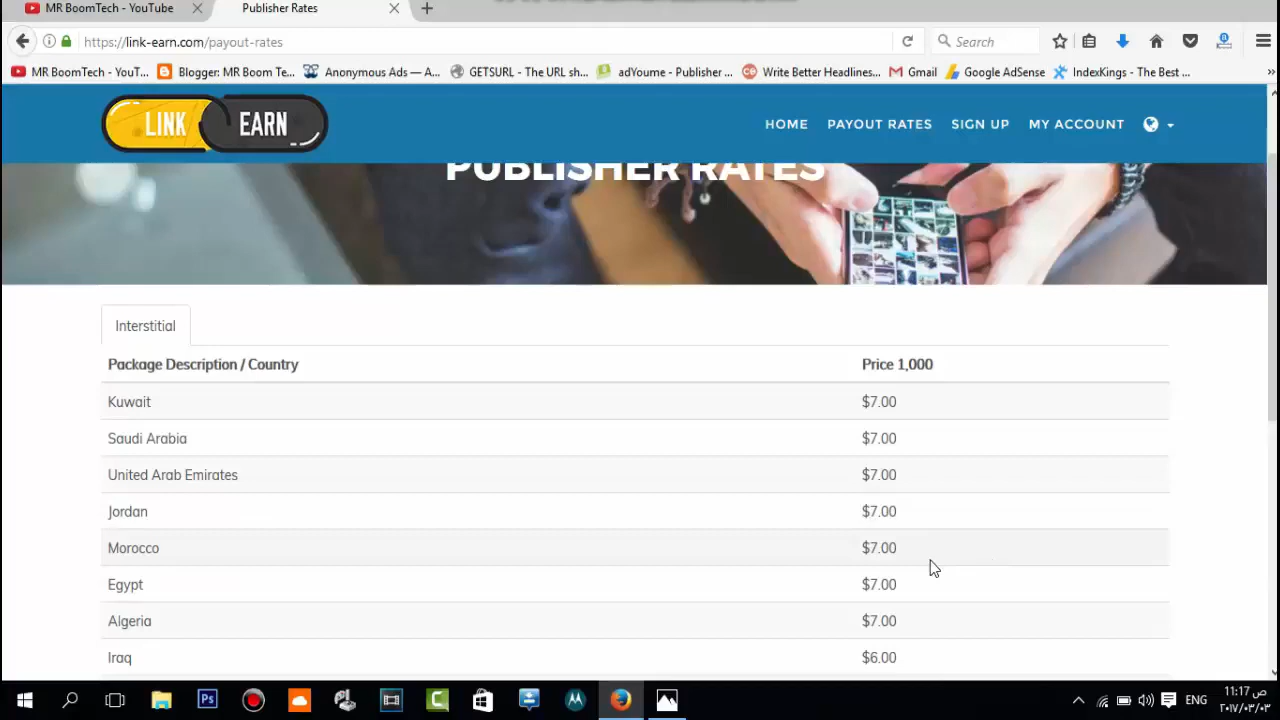 MR BoomTech - YouTube
Publisher Rates
https://link-earn.com/payout-rates
Search
MR BoomTech - YouT...
Blogger: MR Boom Te...
Anonymous Ads — A...
GETSURL - The URL sh...
adYoume - Publisher ...
Write Better Headlines...
Gmail
Google AdSense
IndexKings - The Best ...
LINK EARN
HOME
PAYOUT RATES
SIGN UP
MY ACCOUNT
PUBLISHER RATES
Interstitial
Package Description / Country Price 1,000
Kuwait $7.00
Saudi Arabia $7.00
United Arab Emirates $7.00
Jordan $7.00
Morocco $7.00
Egypt $7.00
Algeria $7.00
Iraq $6.00
ENG
11:17 ص
٢٠١٧/٠٣/٠٣